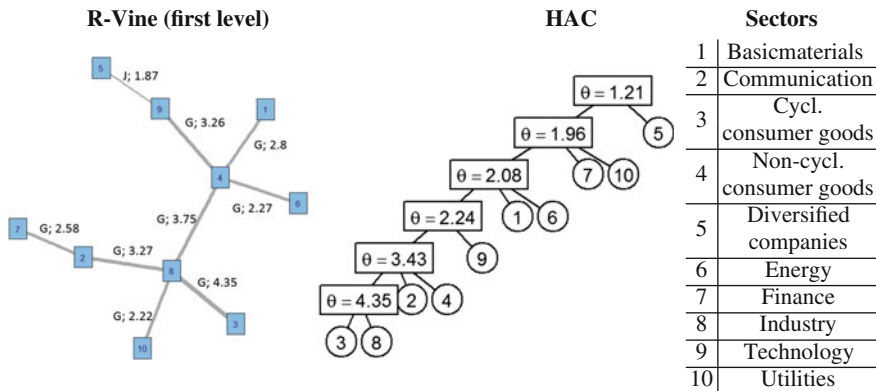 R-Vine (first level)
5
J; 1.87
9
G; 3.26
1
G; 2.8
4
G; 2.27
6
G; 3.75
7
G; 2.58
2
G; 3.27
8
G; 4.35
G; 2.22
3
10
HAC
θ = 1.21
θ = 1.96
5
θ = 2.08
7
10
θ = 2.24
1
6
θ = 3.43
9
θ = 4.35
2
4
3
8
Sectors
1 Basicmaterials
2 Communication
3 Cycl.
consumer goods
4 Non-cycl.
consumer goods
5 Diversified
companies
6 Energy
7 Finance
8 Industry
9 Technology
10 Utilities